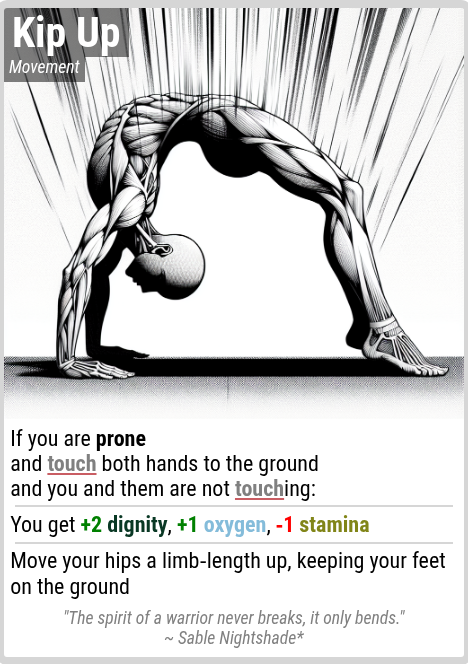 Kip Up
Movement
If you are prone
and touch both hands to the ground
and you and them are not touching:
You get +2 dignity, +1 oxygen, -1 stamina
Move your hips a limb-length up, keeping your feet
on the ground
"The spirit of a warrior never breaks, it only bends."
~ Sable Nightshade*